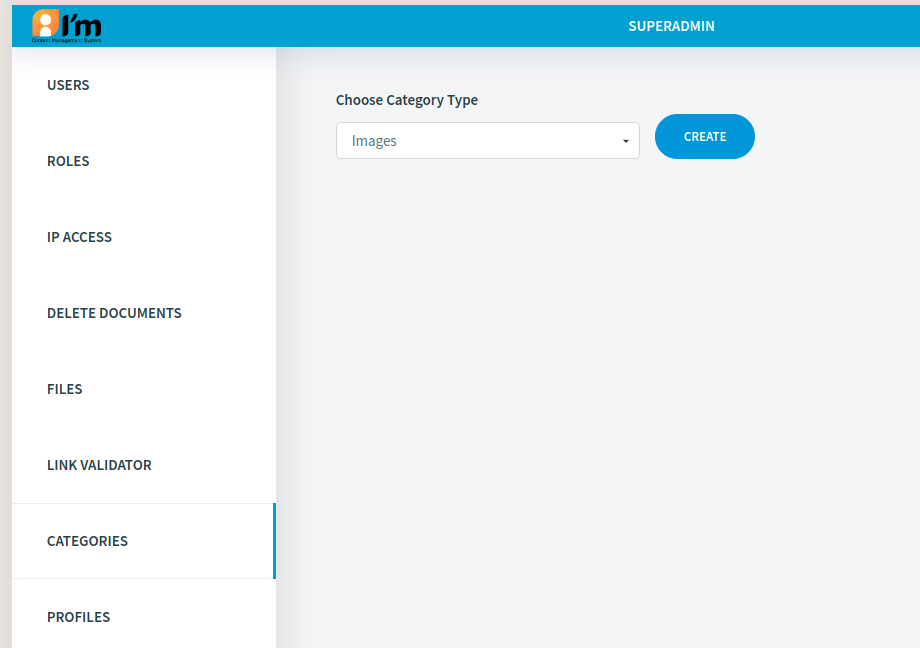 I'm
Content Management System
SUPERADMIN
USERS
ROLES
IP ACCESS
DELETE DOCUMENTS
FILES
LINK VALIDATOR
CATEGORIES
PROFILES
Choose Category Type
Images
CREATE